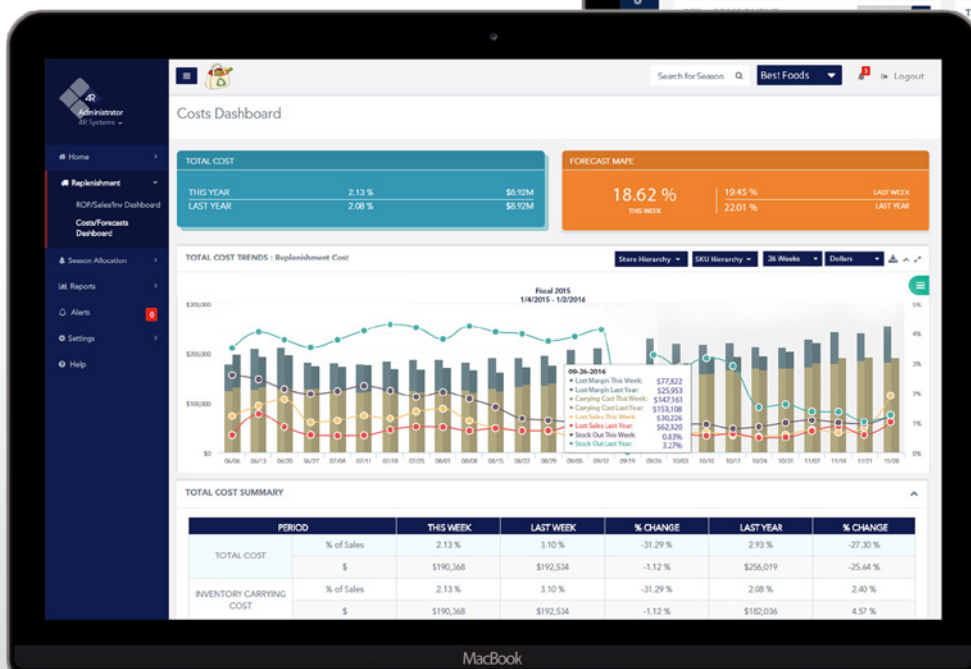 4R
Administrator
4R Systems
Home
Replenishment
ROP/Sales/Inv Dashboard
Costs/Forecasts
Dashboard
Season Allocation
Reports
Alerts 0
Settings
Help
Search for Season
Best Foods
3
Logout
Costs Dashboard
TOTAL COST
THIS YEAR 2.13 % $8.92M
LAST YEAR 2.08 % $8.92M
FORECAST MAPE
18.62 %
THIS WEEK
19.45 % LAST WEEK
22.01 % LAST YEAR
TOTAL COST TRENDS : Replenishment Cost
Store Hierarchy
SKU Hierarchy
26 Weeks
Dollars
Fiscal 2015
1/4/2015 - 1/2/2016
$300,000 5%
4%
$200,000
$100,000 2%
1%
$0 0%
09-26-2016
Lost Margin This Week: $77,822
Lost Margin Last Year: $25,953
Carrying Cost This Week: $147,161
Carrying Cost Last Year: $153,108
Lost Sales This Week: $30,226
Lost Sales Last Year: $62,320
Stock Out This Week: 0.83%
Stock Out Last Year: 3.27%
06/06 06/13 06/20 06/27 07/04 07/11 07/18 07/25 08/01 08/08 08/15 08/22 08/29 09/05 09/12 09/19 09/26 10/03 10/10 10/17 10/24 10/31 11/07 11/14 11/21 11/28
TOTAL COST SUMMARY
PERIOD THIS WEEK LAST WEEK % CHANGE LAST YEAR % CHANGE
TOTAL COST
% of Sales 2.13 % 3.10 % -31.29 % 2.93 % -27.30 %
$ $190,368 $192,534 -1.12 % $256,019 -25.64 %
INVENTORY CARRYING
COST
% of Sales 2.13 % 3.10 % -31.29 % 2.08 % 2.40 %
$ $190,368 $192,534 -1.12 % $182,036 4.57 %
MacBook